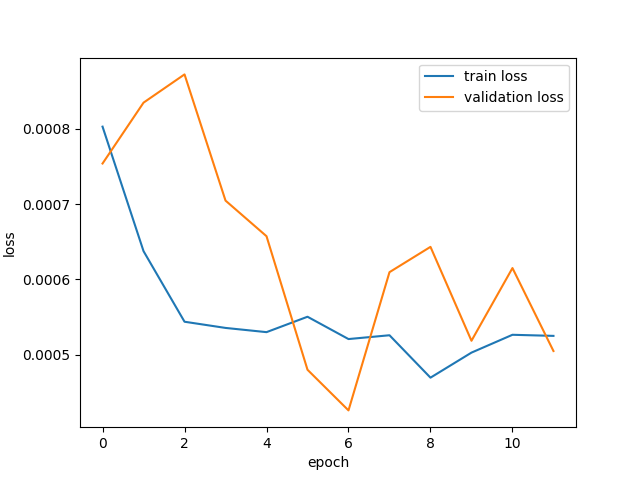 train loss
validation loss
0.0008
0.0007
0.0006
0.0005
loss
0 2 4 6 8 10
epoch